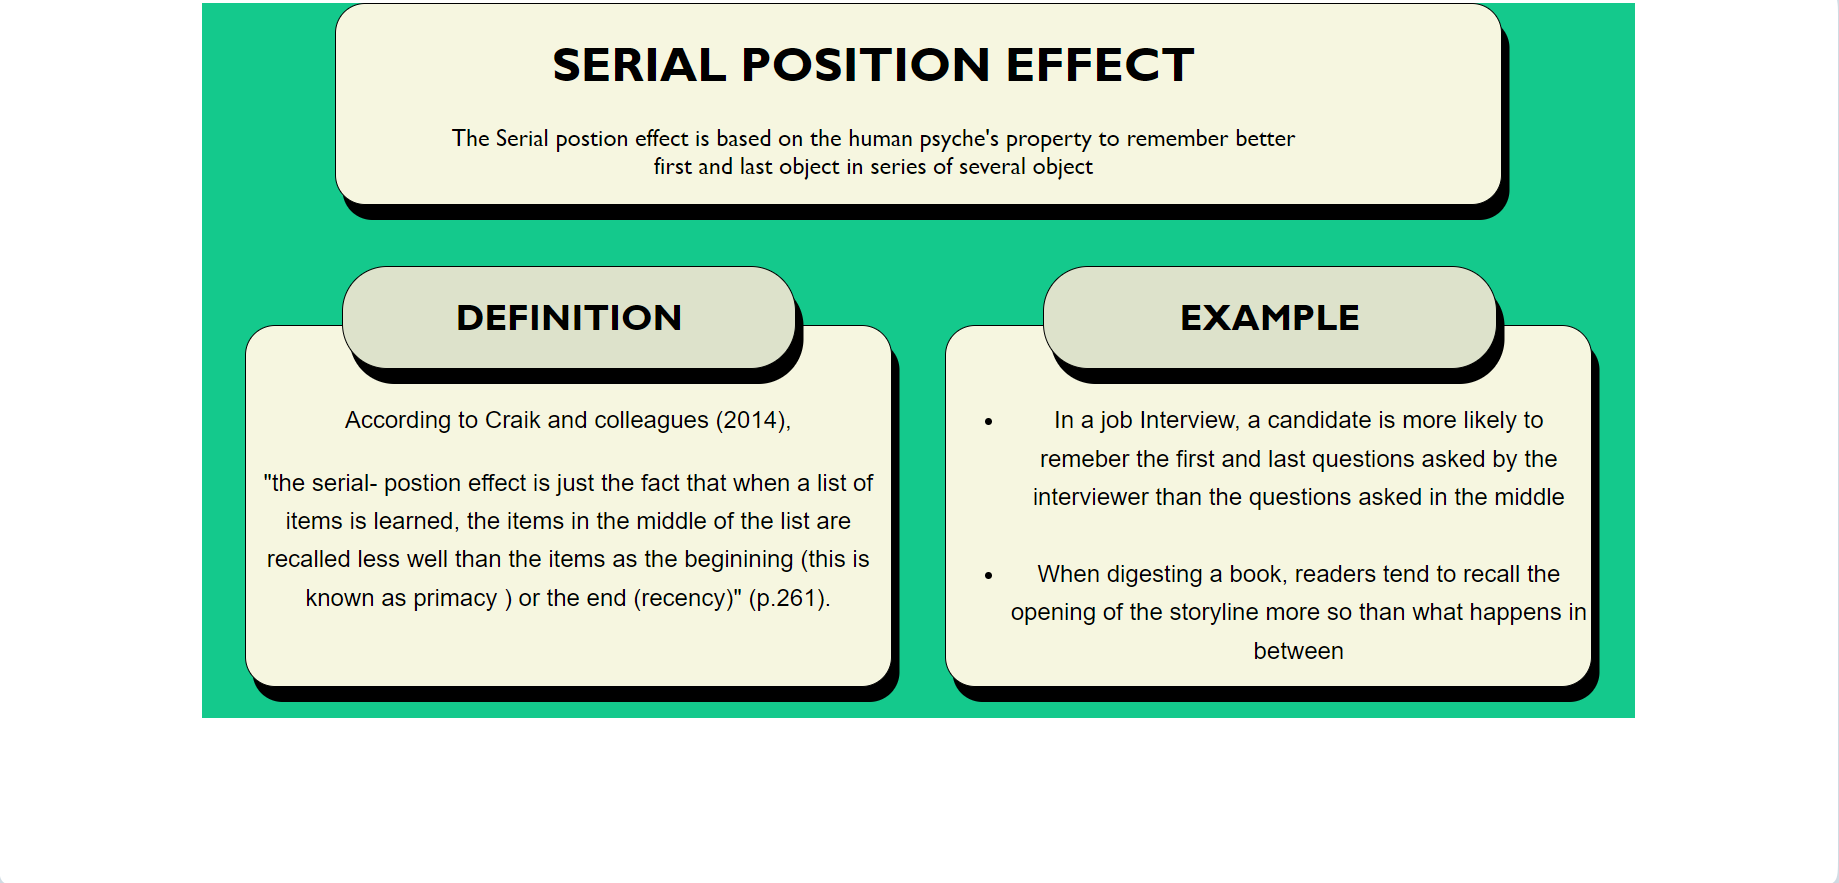 SERIAL POSITION EFFECT
The Serial postion effect is based on the human psyche's property to remember better
first and last object in series of several object
DEFINITION
According to Craik and colleagues (2014),
"the serial- postion effect is just the fact that when a list of
items is learned, the items in the middle of the list are
recalled less well than the items as the beginining (this is
known as primacy ) or the end (recency)" (p.261).
EXAMPLE
• In a job Interview, a candidate is more likely to
remeber the first and last questions asked by the
interviewer than the questions asked in the middle
• When digesting a book, readers tend to recall the
opening of the storyline more so than what happens in
between